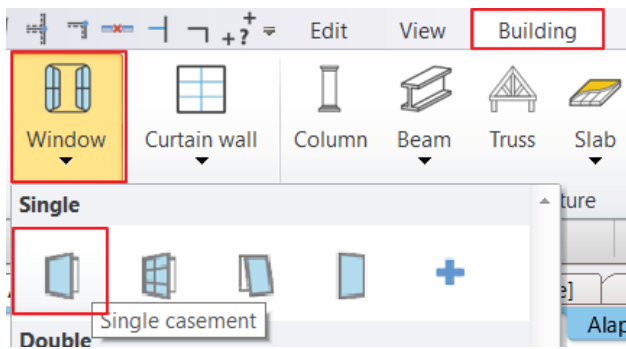 Edit View Building
Window Curtain wall Column Beam Truss Slab
Single ture
e]
Single casement Alap
Double